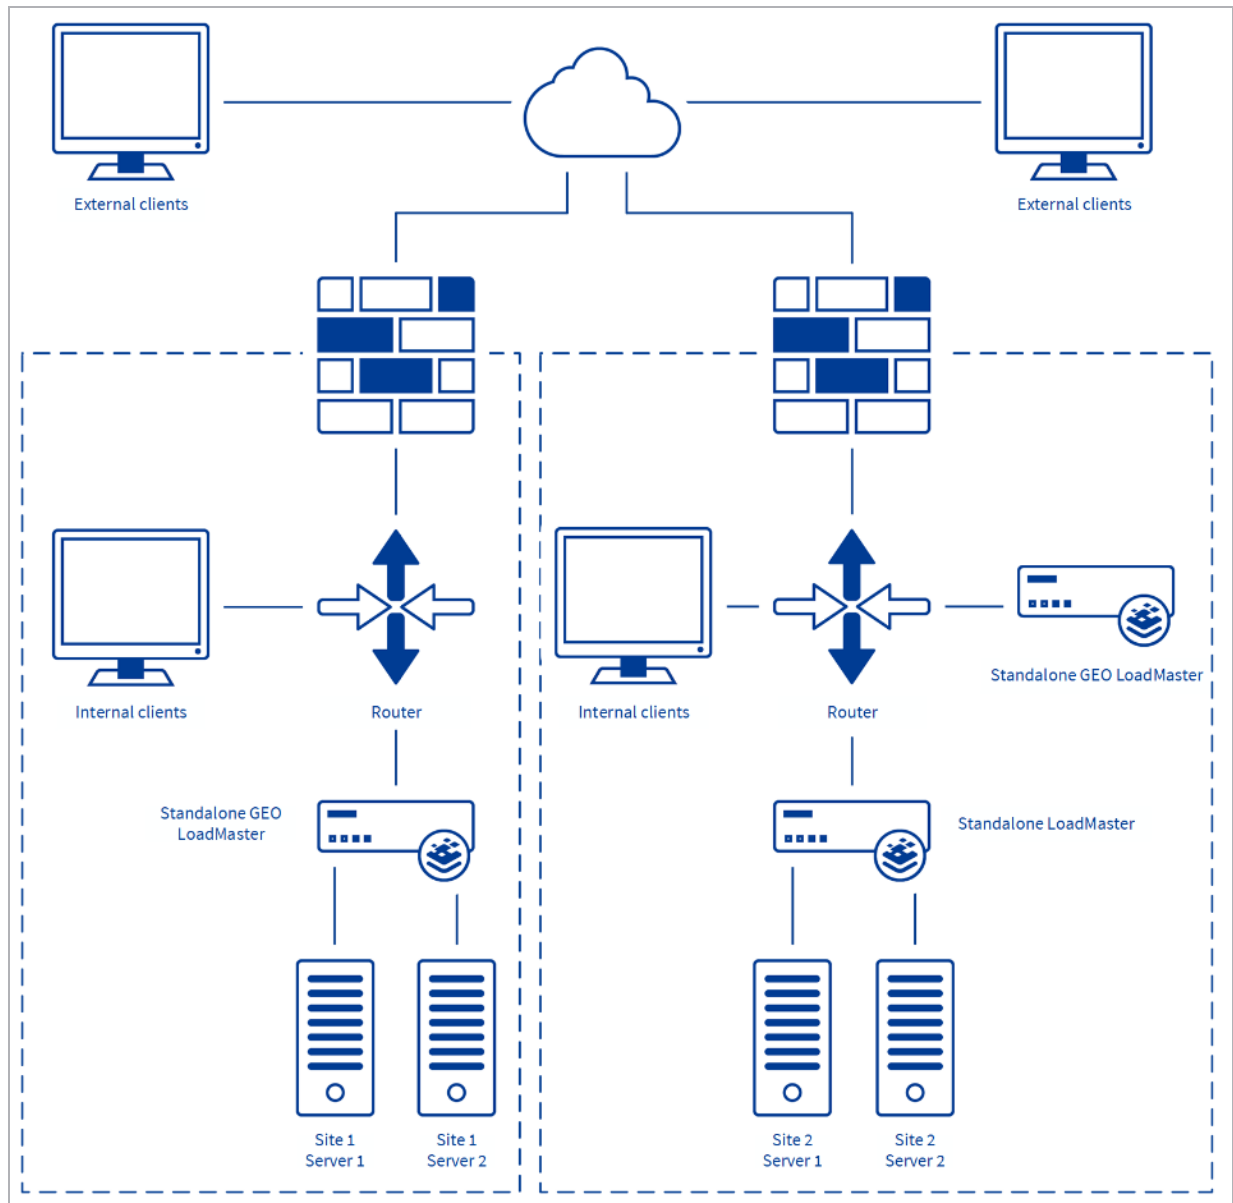 External clients
External clients
Internal clients
Router
Internal clients
Router
Standalone GEO LoadMaster
Standalone GEO
LoadMaster
Standalone LoadMaster
Site 1
Server 1
Site 1
Server 2
Site 2
Server 1
Site 2
Server 2